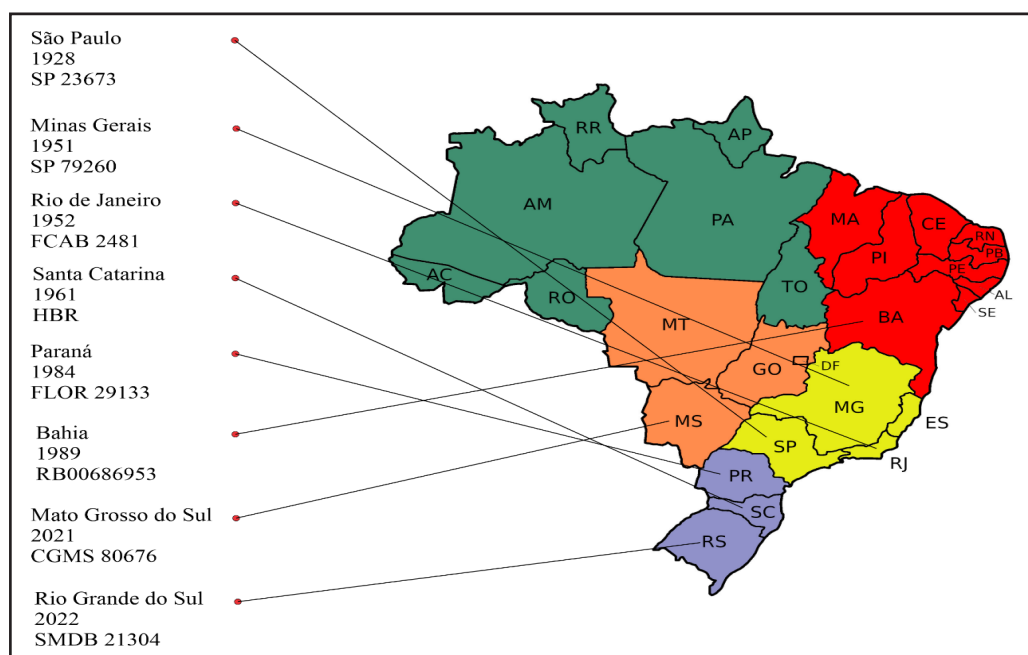 São Paulo
1928
SP 23673
Minas Gerais
1951
SP 79260
Rio de Janeiro
1952
FCAB 2481
Santa Catarina
1961
HBR
Paraná
1984
FLOR 29133
Bahia
1989
RB00686953
Mato Grosso do Sul
2021
CGMS 80676
Rio Grande do Sul
2022
SMDB 21304
RR
AP
AM
PA
MA
CE
RN
PB
PI
PE
AC
RO
TO
AL
SE
MT
BA
GO
DF
MG
ES
MS
SP
RJ
PR
SC
RS